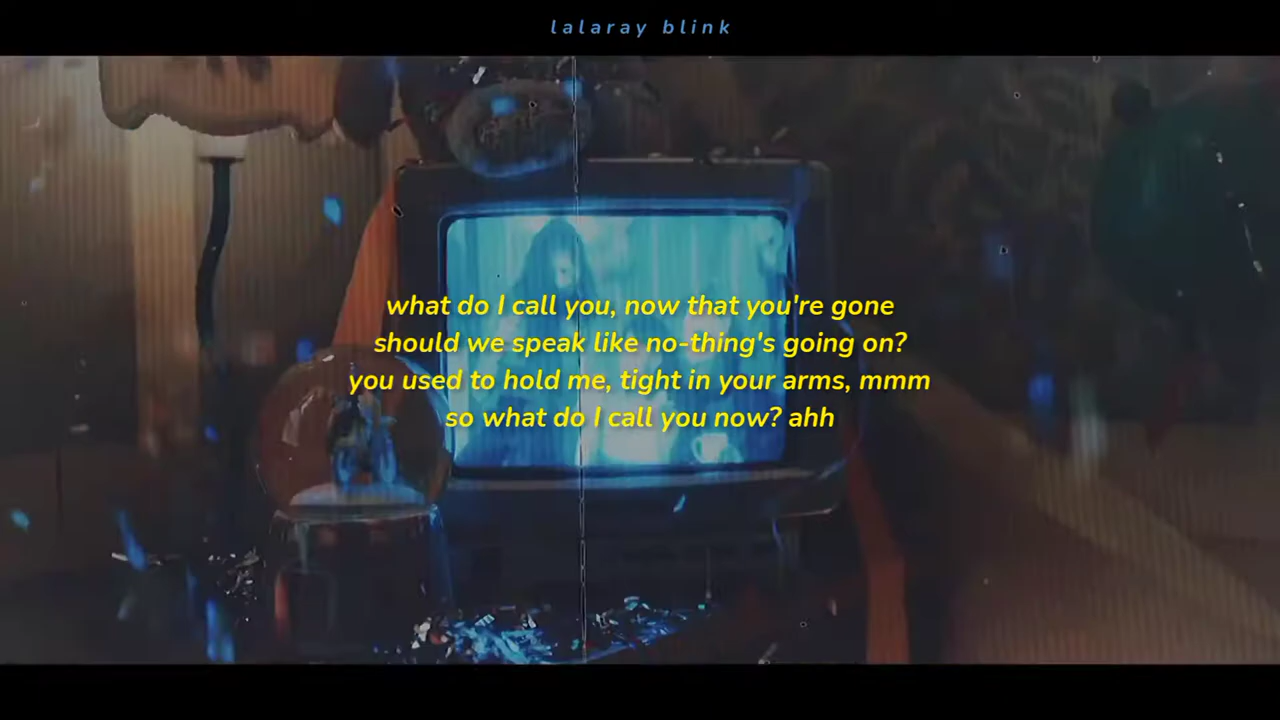 lalaray blink
what do I call you, now that you're gone
should we speak like no-thing's going on?
you used to hold me, tight in your arms, mmm
so what do I call you now? ahh